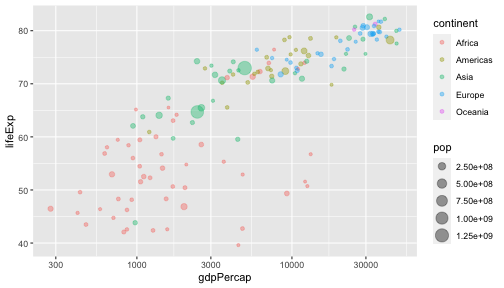 80
70
60
50
40
lifeExp
300
1000
3000
10000
30000
gdpPercap
continent
Africa
Americas
Asia
Europe
Oceania
pop
2.50e+08
5.00e+08
7.50e+08
1.00e+09
1.25e+09